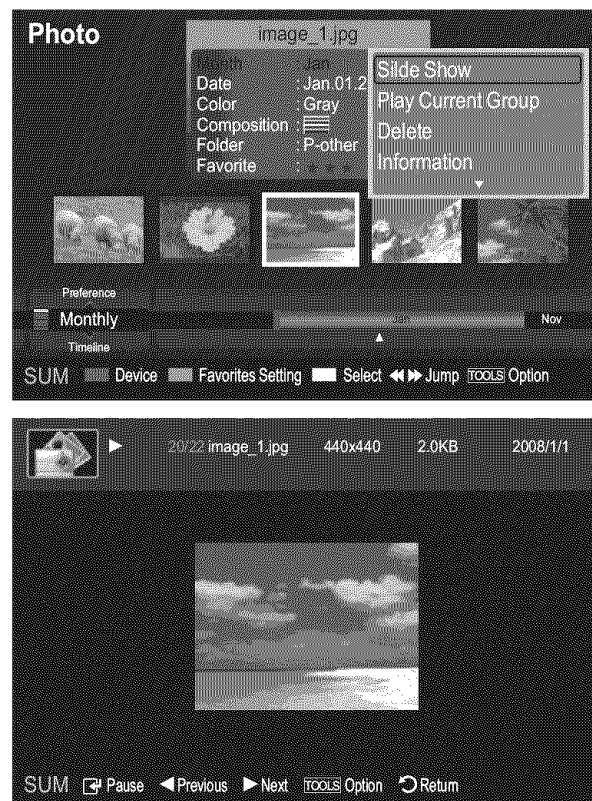 Photo
image_1.jpg
Month : Jan
Date : Jan.01.2
Color : Gray
Composition :
Folder : P-other
Favorite : ★ ★ ★
Silde Show
Play Current Group
Delete
Information
Preference
Monthly
Timeline
Jan
Nov
SUM Device Favorites Setting Select Jump TOOLS Option
20/22 image_1.jpg 440x440 2.0KB 2008/1/1
SUM Pause Previous Next TOOLS Option Return